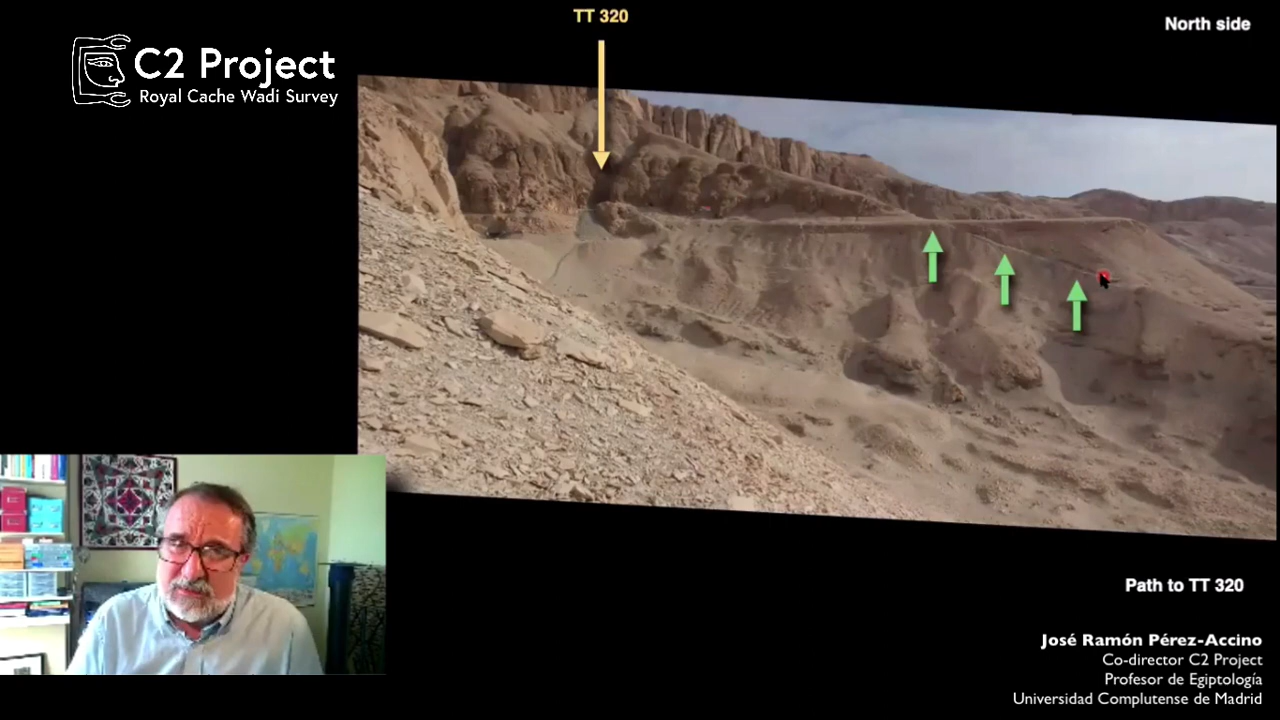 TT 320
North side
C2 Project
Royal Cache Wadi Survey
Path to TT 320
José Ramón Pérez-Accino
Co-director C2 Project
Profesor de Egiptología
Universidad Complutense de Madrid